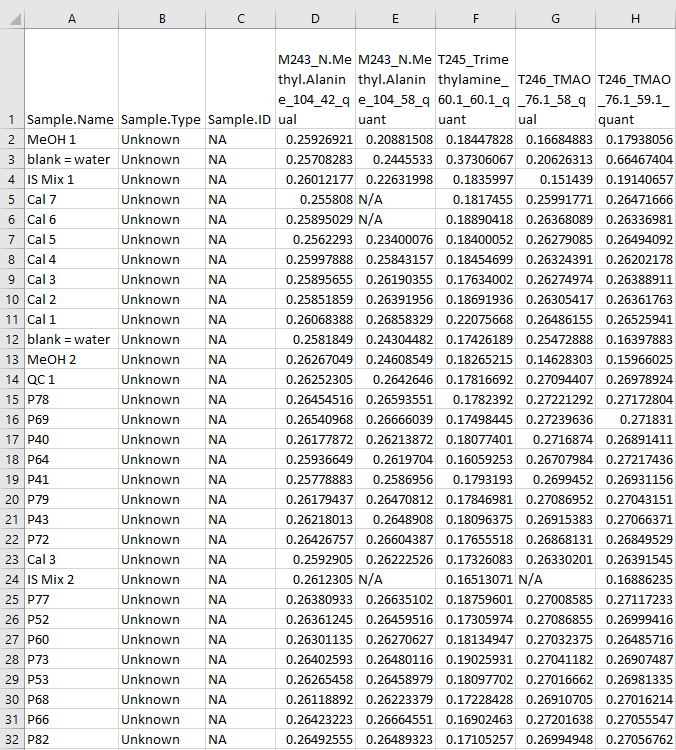 A B C D E F G H
1 Sample.Name Sample.Type Sample.ID M243_N.Methyl.Alanine_104_42_qual M243_N.Methyl.Alanine_104_58_quant T245_Trimethylamine_60.1_60.1_quant T246_TMAO_76.1_58_qual T246_TMAO_76.1_59.1_quant
2 MeOH 1 Unknown NA 0.25926921 0.20881508 0.18447828 0.16684883 0.17938056
3 blank = water Unknown NA 0.25708283 0.2445533 0.37306067 0.20626313 0.66467404
4 IS Mix 1 Unknown NA 0.26012177 0.22631998 0.1835997 0.151439 0.19140657
5 Cal 7 Unknown NA 0.255808 N/A 0.1817455 0.25991771 0.26471666
6 Cal 6 Unknown NA 0.25895029 N/A 0.18890418 0.26368089 0.26336981
7 Cal 5 Unknown NA 0.2562293 0.23400076 0.18400052 0.26279085 0.26494092
8 Cal 4 Unknown NA 0.25997888 0.25843157 0.18454699 0.26324391 0.26202178
9 Cal 3 Unknown NA 0.25895655 0.26190355 0.17634002 0.26274974 0.26388911
10 Cal 2 Unknown NA 0.25851859 0.26391956 0.18691936 0.26305417 0.26361763
11 Cal 1 Unknown NA 0.26068388 0.26858329 0.22075668 0.26486155 0.26525941
12 blank = water Unknown NA 0.2581849 0.24304482 0.17426189 0.25472888 0.16397883
13 MeOH 2 Unknown NA 0.26267049 0.24608549 0.18265215 0.14628303 0.15966025
14 QC 1 Unknown NA 0.26252305 0.2642646 0.17816692 0.27094407 0.26978924
15 P78 Unknown NA 0.26454516 0.26593551 0.1782392 0.27221292 0.27172804
16 P69 Unknown NA 0.26540968 0.26666039 0.17498445 0.27239636 0.271831
17 P40 Unknown NA 0.26177872 0.26213872 0.18077401 0.2716874 0.26891411
18 P64 Unknown NA 0.25936649 0.2619704 0.16059253 0.26707984 0.27217436
19 P41 Unknown NA 0.25778883 0.2586956 0.1793193 0.2699452 0.26931156
20 P79 Unknown NA 0.26179437 0.26470812 0.17846981 0.27086952 0.27043151
21 P43 Unknown NA 0.26218013 0.2648908 0.18096375 0.26915383 0.27066371
22 P72 Unknown NA 0.26426757 0.26604387 0.17655518 0.26868131 0.26849529
23 Cal 3 Unknown NA 0.2592905 0.26222526 0.17326083 0.26330201 0.26391545
24 IS Mix 2 Unknown NA 0.2612305 N/A 0.16513071 N/A 0.16886235
25 P77 Unknown NA 0.26380933 0.26635102 0.18759601 0.27008585 0.27117233
26 P52 Unknown NA 0.26361245 0.26459516 0.17305974 0.27086855 0.26999416
27 P60 Unknown NA 0.26301135 0.26270627 0.18134947 0.27032375 0.26485716
28 P73 Unknown NA 0.26402593 0.26480116 0.19025931 0.27041182 0.26907487
29 P53 Unknown NA 0.26265458 0.26458979 0.18097702 0.27016662 0.26981335
30 P68 Unknown NA 0.26118892 0.26223379 0.17228428 0.26910705 0.27016214
31 P66 Unknown NA 0.26423223 0.26664551 0.16902463 0.27201638 0.27055547
32 P82 Unknown NA 0.26492555 0.26489323 0.17105257 0.26994948 0.27056762